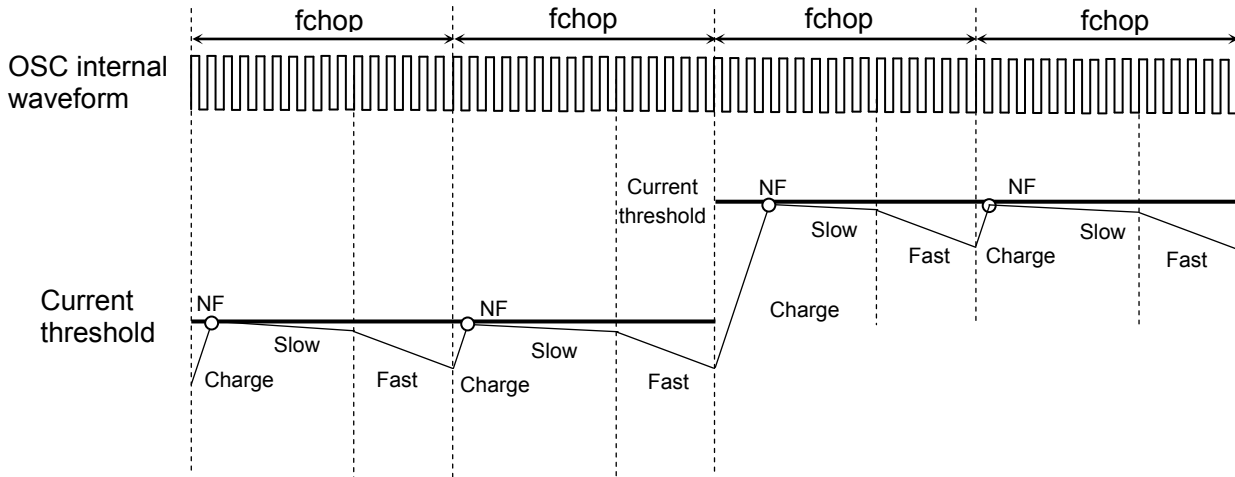 fchop
fchop
fchop
fchop
OSC internal
waveform
Current
threshold
NF
NF
Slow
Fast
Charge
Slow
Fast
Charge
Current
threshold
NF
NF
Slow
Fast
Charge
Slow
Fast
Charge